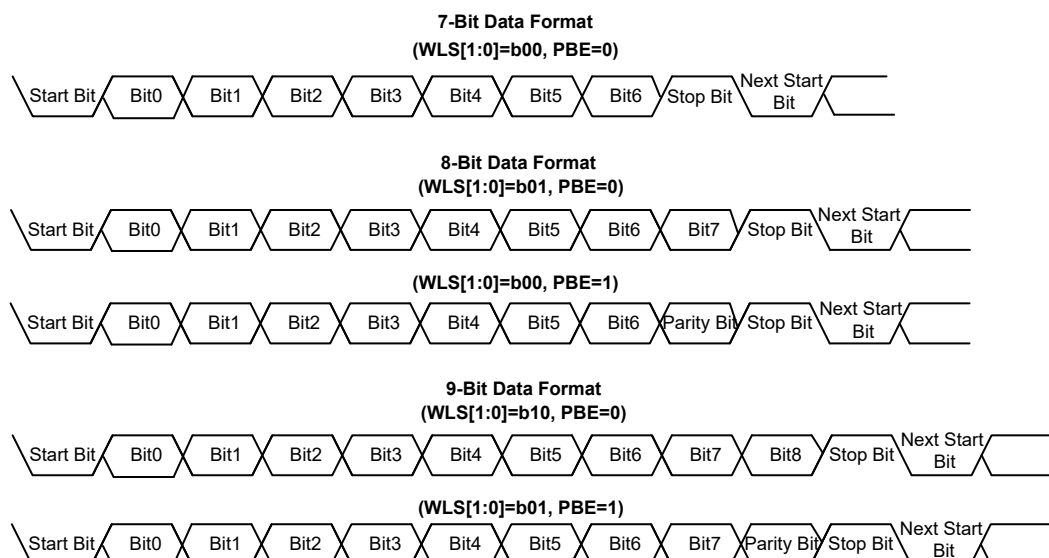 7-Bit Data Format
(WLS[1:0]=b00, PBE=0)
Start Bit Bit0 Bit1 Bit2 Bit3 Bit4 Bit5 Bit6 Stop Bit Next Start Bit
8-Bit Data Format
(WLS[1:0]=b01, PBE=0)
Start Bit Bit0 Bit1 Bit2 Bit3 Bit4 Bit5 Bit6 Bit7 Stop Bit Next Start Bit
(WLS[1:0]=b00, PBE=1)
Start Bit Bit0 Bit1 Bit2 Bit3 Bit4 Bit5 Bit6 Parity Bit Stop Bit Next Start Bit
9-Bit Data Format
(WLS[1:0]=b10, PBE=0)
Start Bit Bit0 Bit1 Bit2 Bit3 Bit4 Bit5 Bit6 Bit7 Bit8 Stop Bit Next Start Bit
(WLS[1:0]=b01, PBE=1)
Start Bit Bit0 Bit1 Bit2 Bit3 Bit4 Bit5 Bit6 Bit7 Parity Bit Stop Bit Next Start Bit